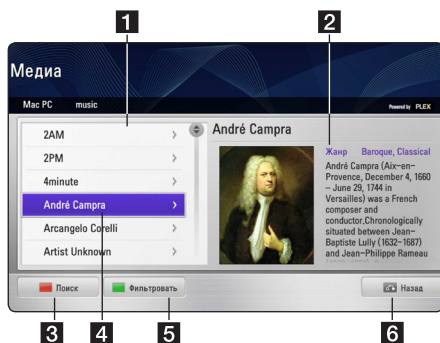 1
2
Медиа
Mac PC music
Powered by PLEX
2AM
2PM
4minute
André Campra
Arcangelo Corelli
Artist Unknown
André Campra
Жанр Baroque, Classical
André Campra (Aix-en-
Provence, December 4, 1660
– June 29, 1744 in
Versailles) was a French
composer and
conductor,Chronologically
situated between Jean-
Baptiste Lully (1632-1687)
and Jean-Philippe Rameau
Поиск
Фильтровать
Назад
3
4
5
6